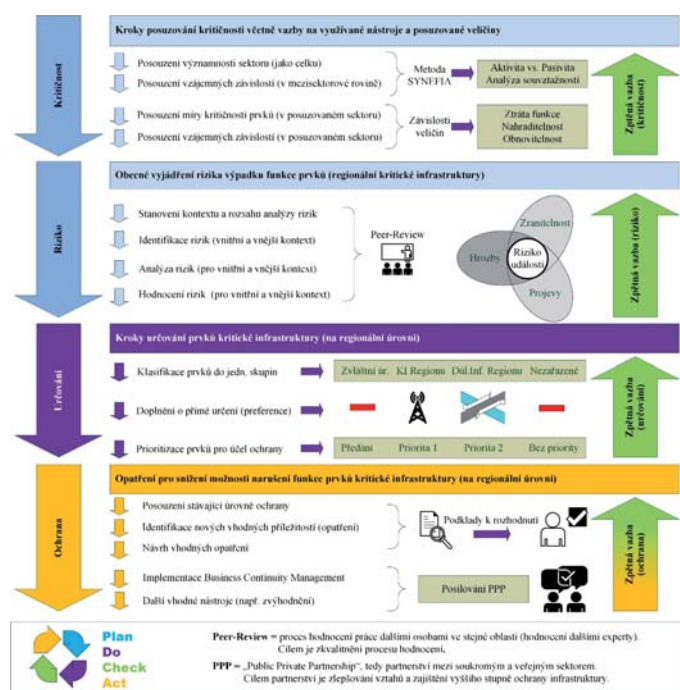 Kroky posuzování kritičnosti včetně vazby na využívané nástroje a posuzované veličiny
Kritičnost
Posouzení významnosti sektoru (jako celku)
Posouzení vzájemných závislostí (v mezisektorové rovině)
Metoda
SYNEFIA
Aktivita vs. Pasivita
Analýza souvztažnosti
Posouzení míry kritičnosti prvků (v posuzovaném sektoru)
Posouzení vzájemných závislostí (v posuzovaném sektoru)
Závislosti
veličin
Ztráta funkce
Nahraditelnost
Obnovitelnost
Zpětná vazba
(kritičnost)
Obecné vyjádření rizika výpadku funkce prvků (regionální kritické infrastruktury)
Riziko
Stanovení kontextu a rozsahu analýzy rizik
Identifikace rizik (vnitřní a vnější kontext)
Analýza rizik (pro vnitřní a vnější kontext)
Hodnocení rizik (pro vnitřní a vnější kontext)
Peer-Review
Zranitelnost
Hrozby
Riziko
události
Projevy
Zpětná vazba (riziko)
Kroky určování prvků kritické infrastruktury (na regionální úrovni)
Určování
Klasifikace prvků do jedn. skupin
Zvláštní úr. KI Regionu Důl.Inf. Regionu Nezařazené
Doplnění o přímé určení (preference)
Prioritizace prvků pro účel ochrany
Předání Priorita 1 Priorita 2 Bez priority
Zpětná vazba
(určování)
Opatření pro snížení možnosti narušení funkce prvků kritické infrastruktury (na regionální úrovni)
Ochrana
Posouzení stávající úrovně ochrany
Identifikace nových vhodných příležitostí (opatření)
Návrh vhodných opatření
Podklady k rozhodnutí
Implementace Business Continuity Management
Další vhodné nástroje (např. zvýhodnění)
Posilování PPP
Zpětná vazba
(ochrana)
Plan
Do
Check
Act
Peer-Review = proces hodnocení práce dalšími osobami ve stejné oblasti (hodnocení dalšími experty).
Cílem je zkvalitnění procesu hodnocení.
PPP = „Public Private Partnership“, tedy partnerství mezi soukromým a veřejným sektorem.
Cílem partnerství je zlepšování vztahů a zajištění vyššího stupně ochrany infrastruktury.